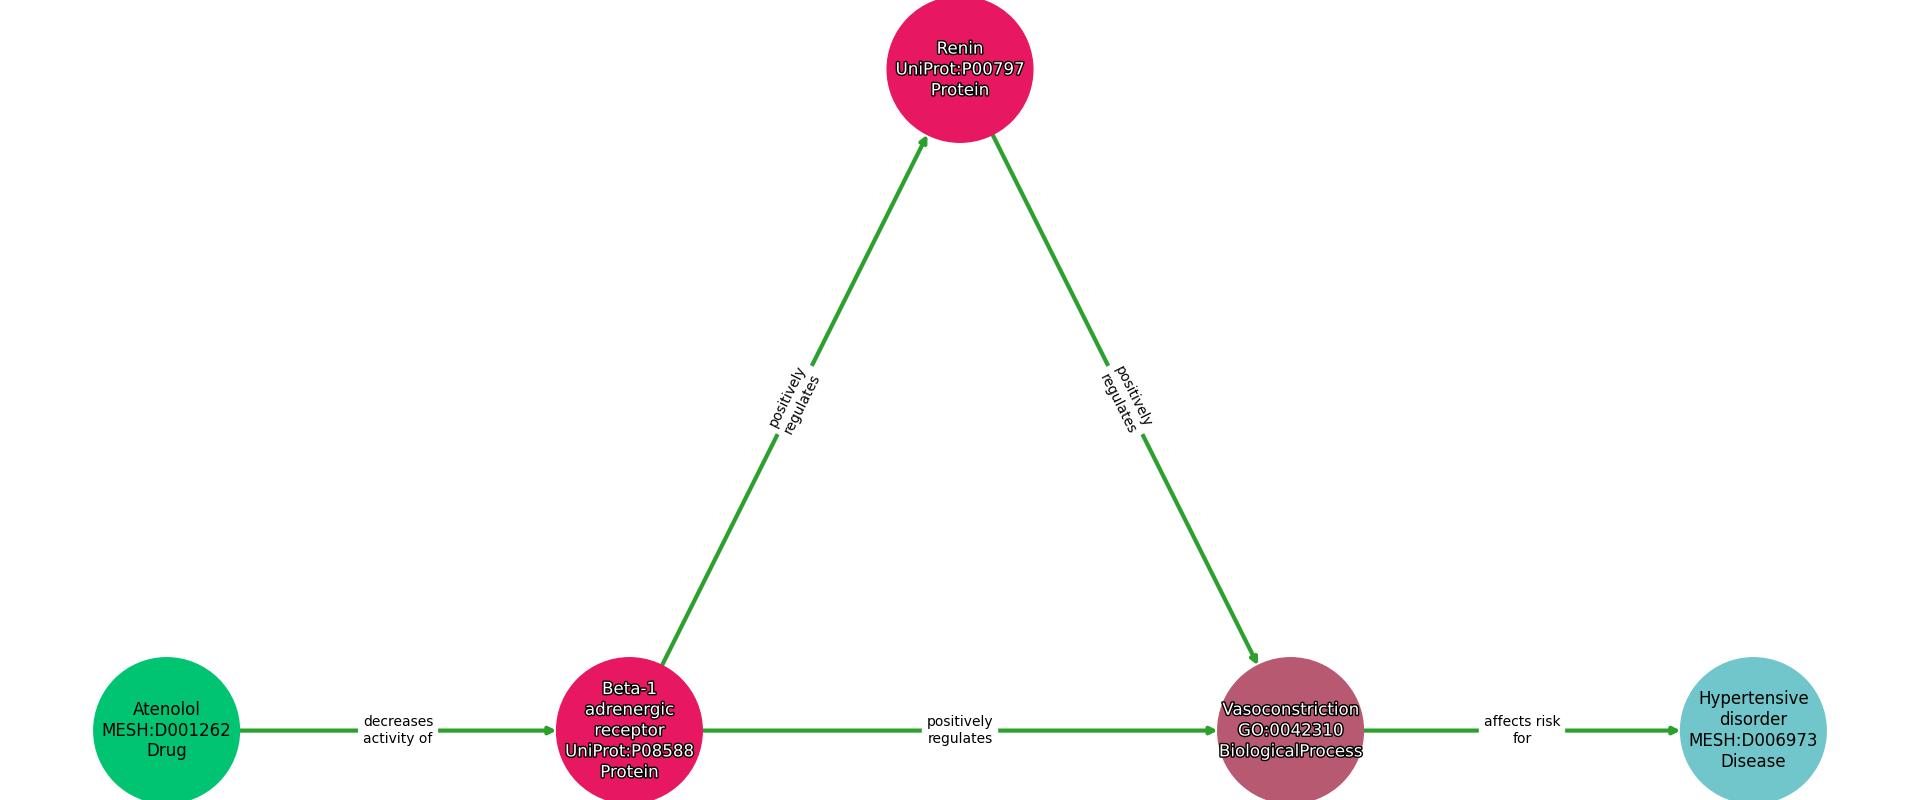 Renin
UniProt:P00797
Protein
positively
regulates
positively
regulates
Atenolol
MESH:D001262
Drug
decreases
activity of
Beta-1
adrenergic
receptor
UniProt:P08588
Protein
positively
regulates
Vasoconstriction
GO:0042310
BiologicalProcess
affects risk
for
Hypertensive
disorder
MESH:D006973
Disease